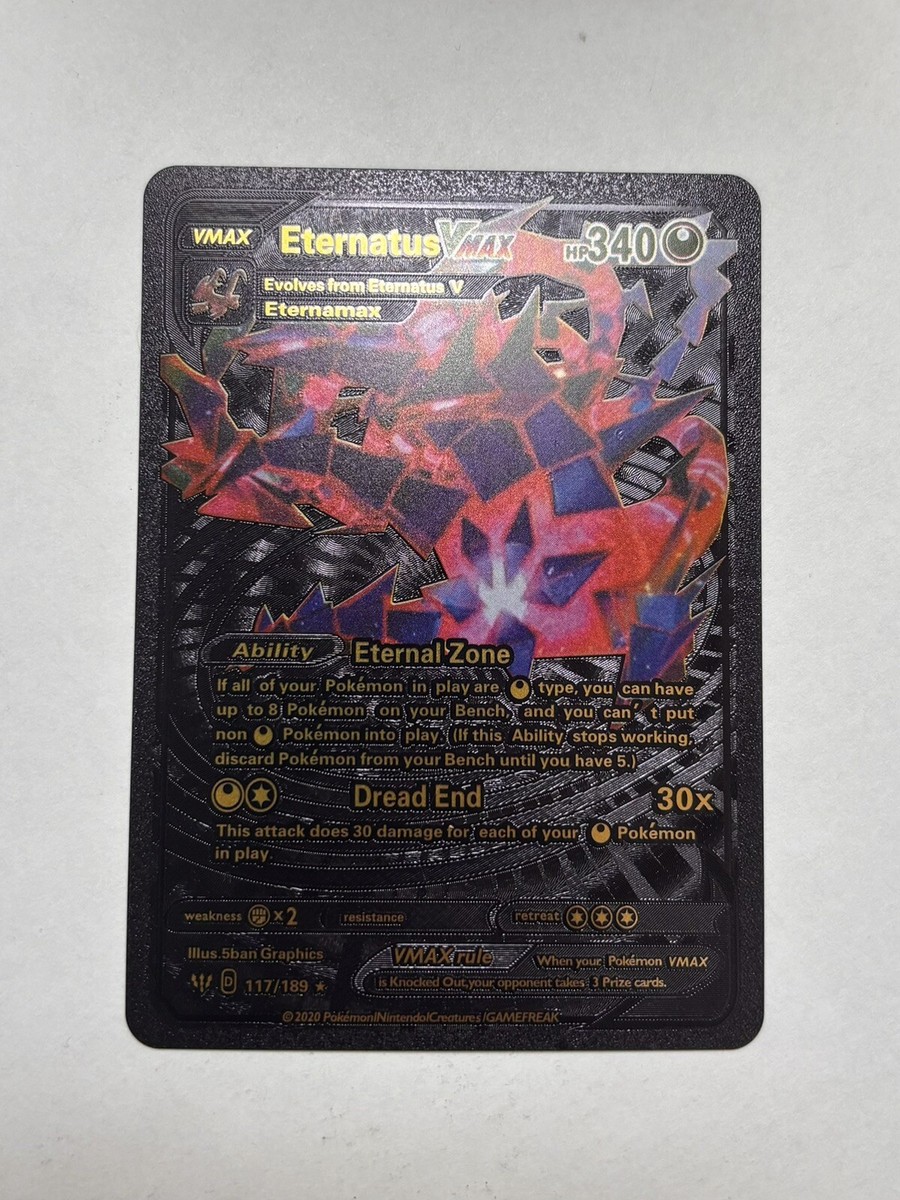 VMAX Eternatus VMAX HP340
Evolves from Eternatus V
Eternamax
Ability Eternal Zone
If all of your Pokémon in play are type, you can have
up to 8 Pokémon on your Bench, and you can't put
non Pokémon into play. (If this Ability stops working,
discard Pokémon from your Bench until you have 5.)
Dread End 30x
This attack does 30 damage for each of your Pokémon
in play.
weakness x2 resistance retreat
Illus.5ban Graphics
VMAX rule When your Pokémon VMAX
is Knocked Out,your opponent takes 3 Prize cards.
D 117/189
©2020 Pokémon/Nintendo/Creatures/GAMEFREAK